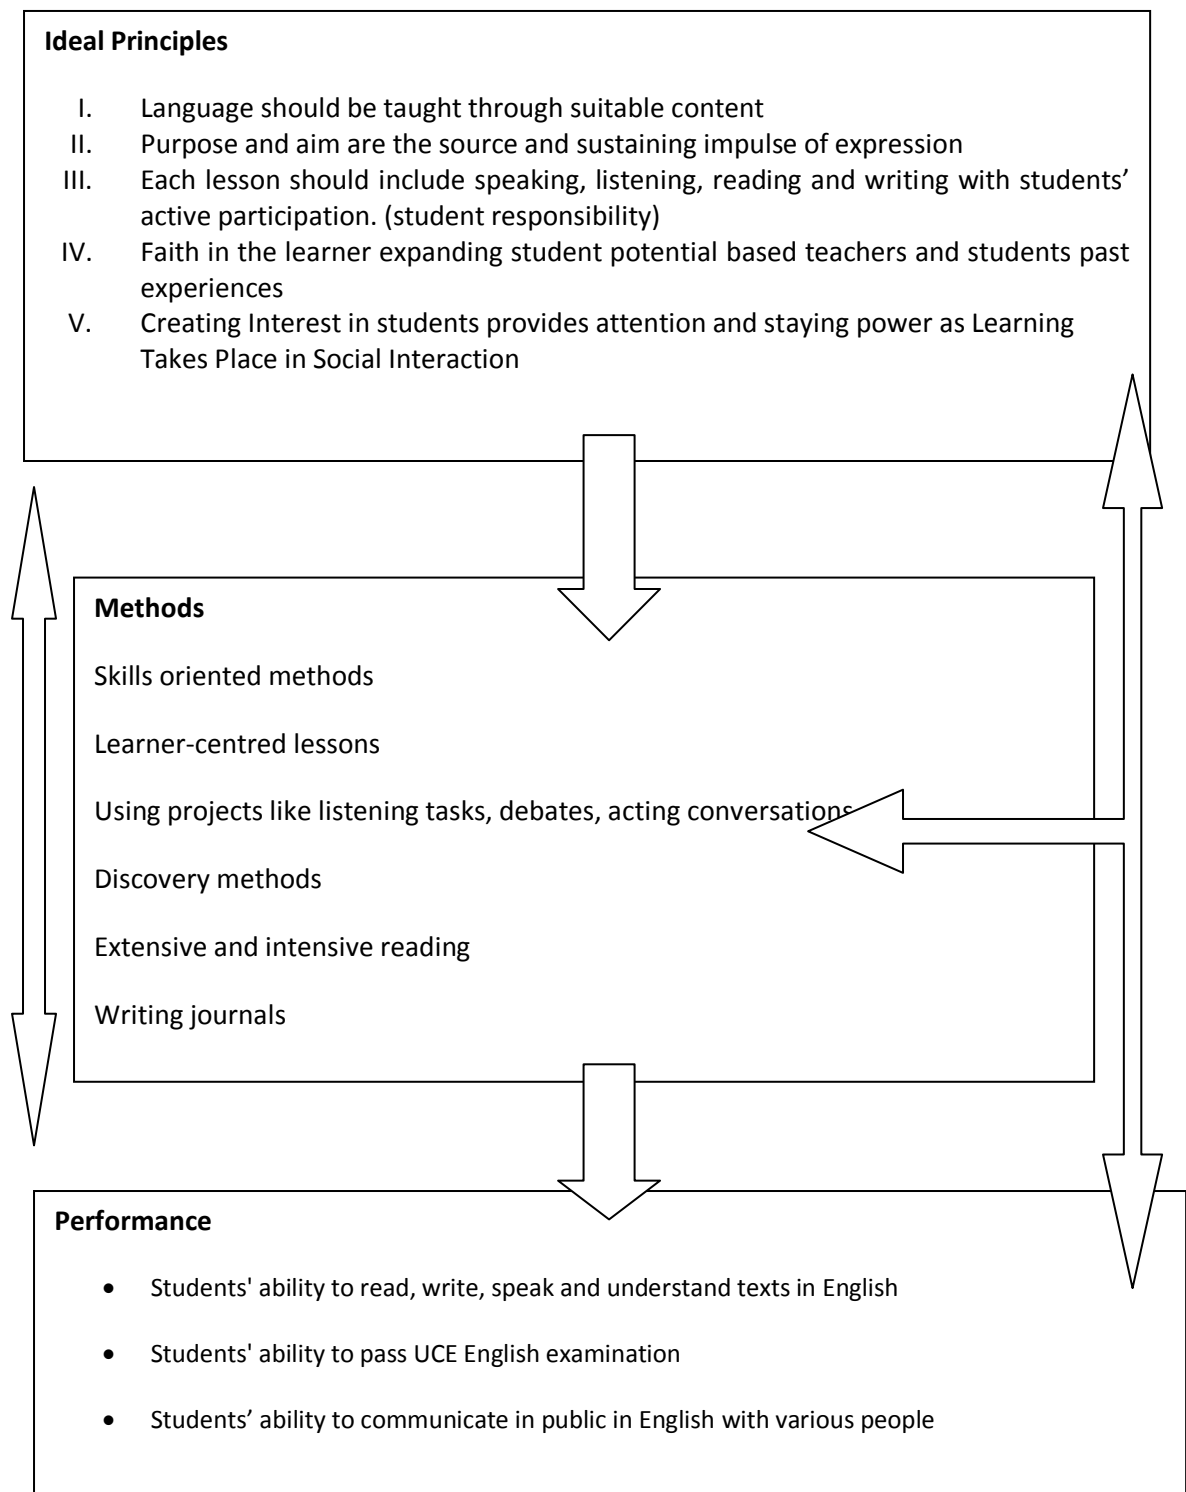 Ideal Principles
I. Language should be taught through suitable content
II. Purpose and aim are the source and sustaining impulse of expression
III. Each lesson should include speaking, listening, reading and writing with students’
active participation. (student responsibility)
IV. Faith in the learner expanding student potential based teachers and students past
experiences
V. Creating Interest in students provides attention and staying power as Learning
Takes Place in Social Interaction
Methods
Skills oriented methods
Learner-centred lessons
Using projects like listening tasks, debates, acting conversations
Discovery methods
Extensive and intensive reading
Writing journals
Performance
• Students' ability to read, write, speak and understand texts in English
• Students' ability to pass UCE English examination
• Students’ ability to communicate in public in English with various people